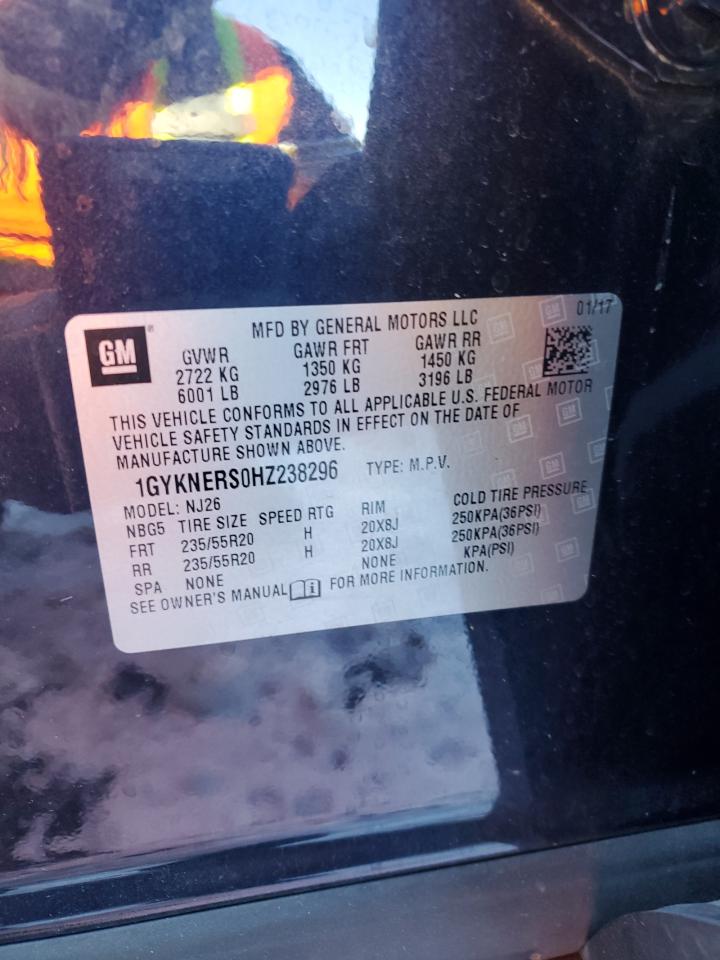 01/17
MFD BY GENERAL MOTORS LLC
GM
GVWR GAWR FRT GAWR RR
2722 KG 1350 KG 1450 KG
6001 LB 2976 LB 3196 LB
THIS VEHICLE CONFORMS TO ALL APPLICABLE U.S. FEDERAL MOTOR
VEHICLE SAFETY STANDARDS IN EFFECT ON THE DATE OF
MANUFACTURE SHOWN ABOVE.
1GYKNERS0HZ238296 TYPE: M.P.V.
MODEL: NJ26
NBG5 TIRE SIZE SPEED RTG RIM COLD TIRE PRESSURE
FRT 235/55R20 H 20X8J 250KPA(36PSI)
RR 235/55R20 H 20X8J 250KPA(36PSI)
SPA NONE NONE KPA(PSI)
SEE OWNER'S MANUAL FOR MORE INFORMATION.